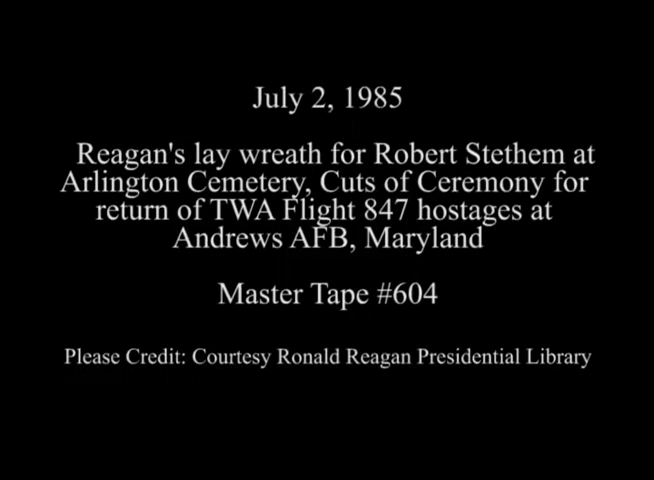 July 2, 1985
Reagan's lay wreath for Robert Stethem at
Arlington Cemetery, Cuts of Ceremony for
return of TWA Flight 847 hostages at
Andrews AFB, Maryland
Master Tape #604
Please Credit: Courtesy Ronald Reagan Presidential Library